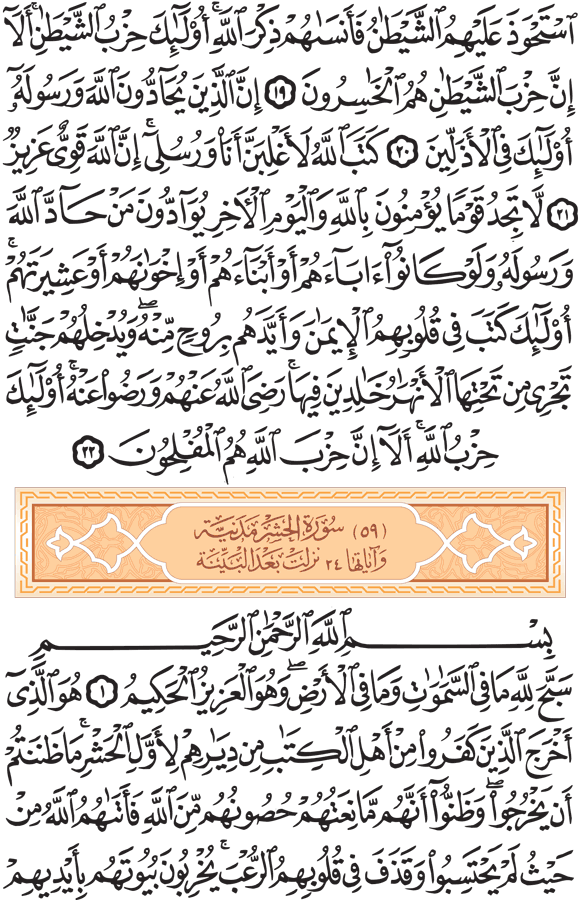 ٱسۡتَحۡوَذَ عَلَيۡهِمُ ٱلشَّيۡطَـٰنُ فَأَنسَىٰهُمۡ ذِكۡرَ ٱللَّهِۚ أُو۟لَـٰٓئِكَ حِزۡبُ ٱلشَّيۡطَـٰنِۚ أَلَآ
إِنَّ حِزۡبَ ٱلشَّيۡطَـٰنِ هُمُ ٱلۡخَـٰسِرُونَ ١٩ إِنَّ ٱلَّذِينَ يُحَآدُّونَ ٱللَّهَ وَرَسُولَهُۥٓ
أُو۟لَـٰٓئِكَ فِي ٱلۡأَذَلِّينَ ٢٠ كَتَبَ ٱللَّهُ لَأَغۡلِبَنَّ أَنَا۠ وَرُسُلِيٓۚ إِنَّ ٱللَّهَ قَوِيٌّ عَزِيزٞ
٢١ لَّا تَجِدُ قَوۡمٗا يُؤۡمِنُونَ بِٱللَّهِ وَٱلۡيَوۡمِ ٱلۡأٓخِرِ يُوَآدُّونَ مَنۡ حَآدَّ ٱللَّهَ
وَرَسُولَهُۥ وَلَوۡ كَانُوٓاْ ءَابَآءَهُمۡ أَوۡ أَبۡنَآءَهُمۡ أَوۡ إِخۡوَٰنَهُمۡ أَوۡ عَشِيرَتَهُمۡۚ
أُو۟لَـٰٓئِكَ كَتَبَ فِي قُلُوبِهِمُ ٱلۡإِيمَـٰنَ وَأَيَّدَهُم بِرُوحٖ مِّنۡهُۖ وَيُدۡخِلُهُمۡ جَنَّـٰتٖ
تَجۡرِي مِن تَحۡتِهَا ٱلۡأَنۡهَـٰرُ خَـٰلِدِينَ فِيهَاۚ رَضِيَ ٱللَّهُ عَنۡهُمۡ وَرَضُواْ عَنۡهُۚ أُو۟لَـٰٓئِكَ
حِزۡبُ ٱللَّهِۚ أَلَآ إِنَّ حِزۡبَ ٱللَّهِ هُمُ ٱلۡمُفۡلِحُونَ ٢٢
(٥٩) سُورَة الحَشر مَدَنيَّة
وَآيَاتها ٢٤ نزلت بَعْدَ البَيِّنَة
بِسۡمِ ٱللَّهِ ٱلرَّحۡمَـٰنِ ٱلرَّحِيمِ
سَبَّحَ لِلَّهِ مَا فِي ٱلسَّمَـٰوَٰتِ وَمَا فِي ٱلۡأَرۡضِۖ وَهُوَ ٱلۡعَزِيزُ ٱلۡحَكِيمُ ١ هُوَ ٱلَّذِيٓ
أَخۡرَجَ ٱلَّذِينَ كَفَرُواْ مِنۡ أَهۡلِ ٱلۡكِتَـٰبِ مِن دِيَـٰرِهِمۡ لِأَوَّلِ ٱلۡحَشۡرِۚ مَا ظَنَنتُمۡ
أَن يَخۡرُجُواْۖ وَظَنُّوٓاْ أَنَّهُم مَّانِعَتُهُمۡ حُصُونُهُم مِّنَ ٱللَّهِ فَأَتَىٰهُمُ ٱللَّهُ مِنۡ
حَيۡثُ لَمۡ يَحۡتَسِبُواْۖ وَقَذَفَ فِي قُلُوبِهِمُ ٱلرُّعۡبَۚ يُخۡرِبُونَ بُيُوتَهُم بِأَيۡدِيهِمۡ